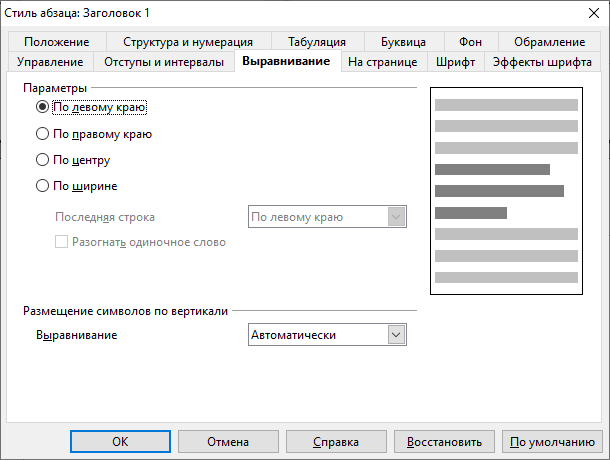 Стиль абзаца: Заголовок 1
Положение Структура и нумерация Табуляция Буквица Фон Обрамление
Управление Отступы и интервалы Выравнивание На странице Шрифт Эффекты шрифта
Параметры
По левому краю
По правому краю
По центру
По ширине
Последняя строка По левому краю
Разогнать одиночное слово
Размещение символов по вертикали
Выравнивание Автоматически
ОК Отмена Справка Восстановить По умолчанию